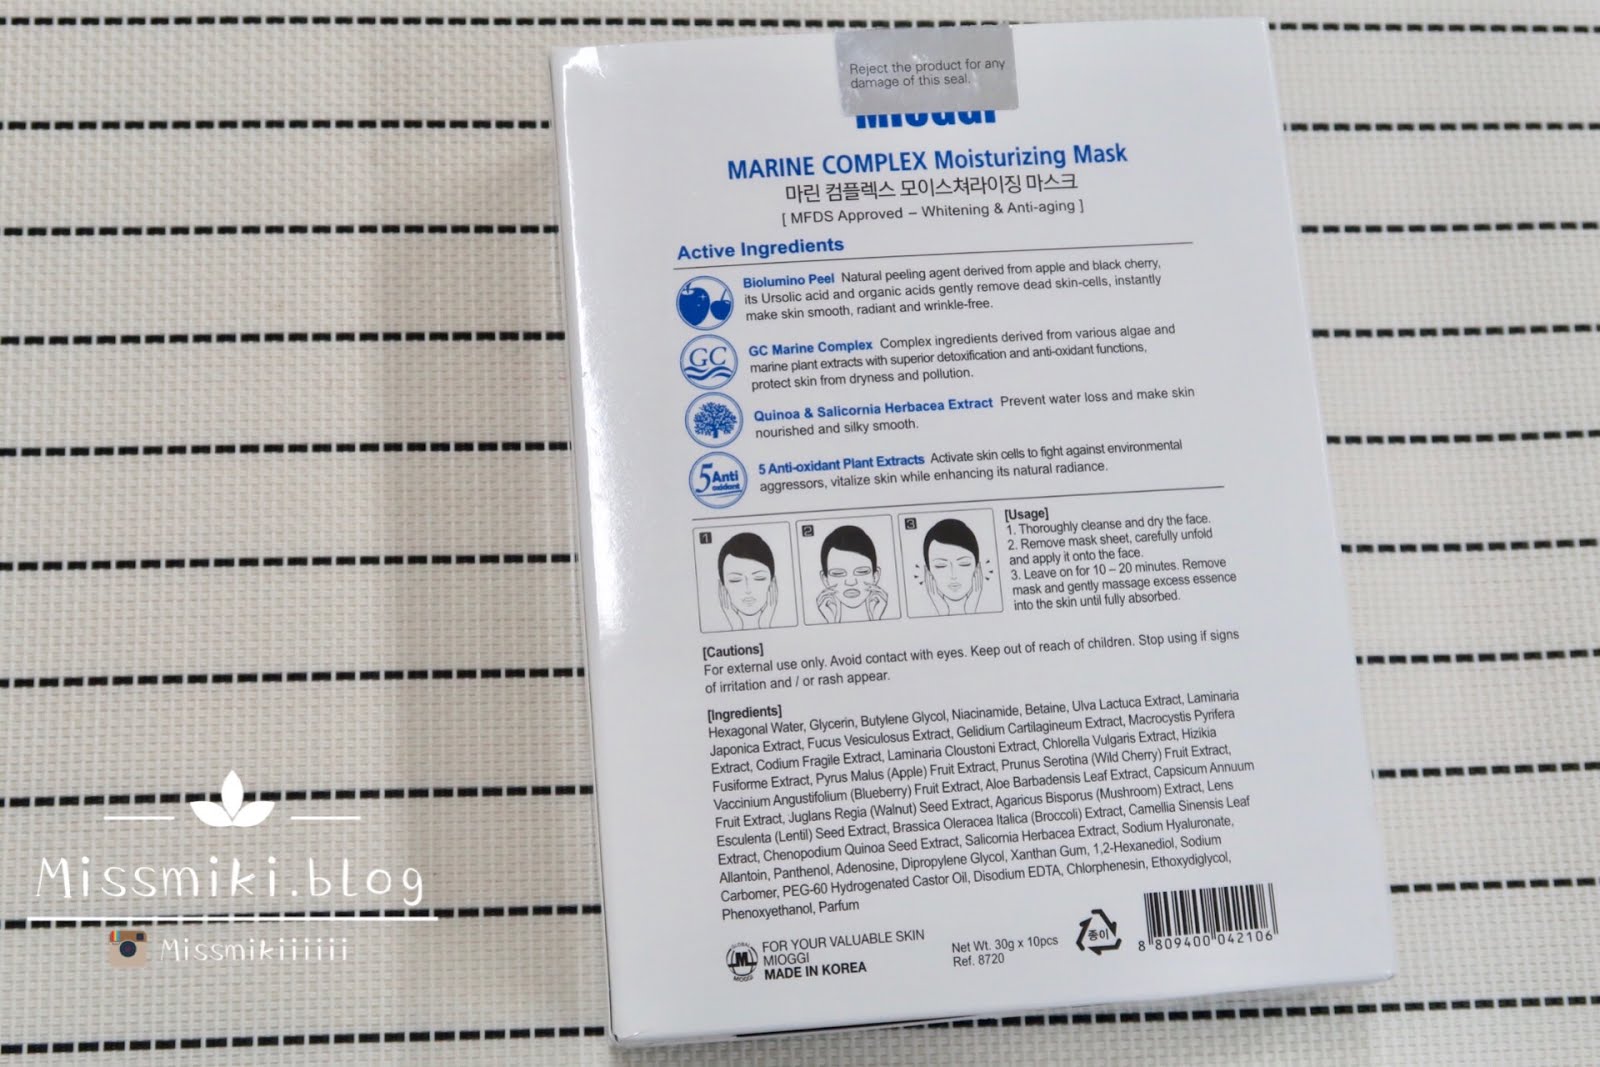 Reject the product for any
damage of this seal.
MARINE COMPLEX Moisturizing Mask
마린 컴플렉스 모이스쳐라이징 마스크
[ MFDS Approved – Whitening & Anti-aging ]
Active Ingredients
Biolumino Peel Natural peeling agent derived from apple and black cherry,
its Ursolic acid and organic acids gently remove dead skin-cells, instantly
make skin smooth, radiant and wrinkle-free.
GC
GC Marine Complex Complex ingredients derived from various algae and
marine plant extracts with superior detoxification and anti-oxidant functions,
protect skin from dryness and pollution.
Quinoa & Salicornia Herbacea Extract Prevent water loss and make skin
nourished and silky smooth.
5 Anti
oxidant
5 Anti-oxidant Plant Extracts Activate skin cells to fight against environmental
aggressors, vitalize skin while enhancing its natural radiance.
1
2
3
[Usage]
1. Thoroughly cleanse and dry the face.
2. Remove mask sheet, carefully unfold
and apply it onto the face.
3. Leave on for 10 – 20 minutes. Remove
mask and gently massage excess essence
into the skin until fully absorbed.
[Cautions]
For external use only. Avoid contact with eyes. Keep out of reach of children. Stop using if signs
of irritation and / or rash appear.
[Ingredients]
Hexagonal Water, Glycerin, Butylene Glycol, Niacinamide, Betaine, Ulva Lactuca Extract, Laminaria
Japonica Extract, Fucus Vesiculosus Extract, Gelidium Cartilagineum Extract, Macrocystis Pyrifera
Extract, Codium Fragile Extract, Laminaria Cloustoni Extract, Chlorella Vulgaris Extract, Hizikia
Fusiforme Extract, Pyrus Malus (Apple) Fruit Extract, Prunus Serotina (Wild Cherry) Fruit Extract,
Vaccinium Angustifolium (Blueberry) Fruit Extract, Aloe Barbadensis Leaf Extract, Capsicum Annuum
Fruit Extract, Juglans Regia (Walnut) Seed Extract, Agaricus Bisporus (Mushroom) Extract, Lens
Esculenta (Lentil) Seed Extract, Brassica Oleracea Italica (Broccoli) Extract, Camellia Sinensis Leaf
Extract, Chenopodium Quinoa Seed Extract, Salicornia Herbacea Extract, Sodium Hyaluronate,
Allantoin, Panthenol, Adenosine, Dipropylene Glycol, Xanthan Gum, 1,2-Hexanediol, Sodium
Carbomer, PEG-60 Hydrogenated Castor Oil, Disodium EDTA, Chlorphenesin, Ethoxydiglycol,
Phenoxyethanol, Parfum
GLOBAL
M
MIOGGI
FOR YOUR VALUABLE SKIN
MIOGGI
MADE IN KOREA
Net Wt. 30g x 10pcs
Ref. 8720
종이
8 809400 042106
Missmiki.blog
Missmikiiiiii